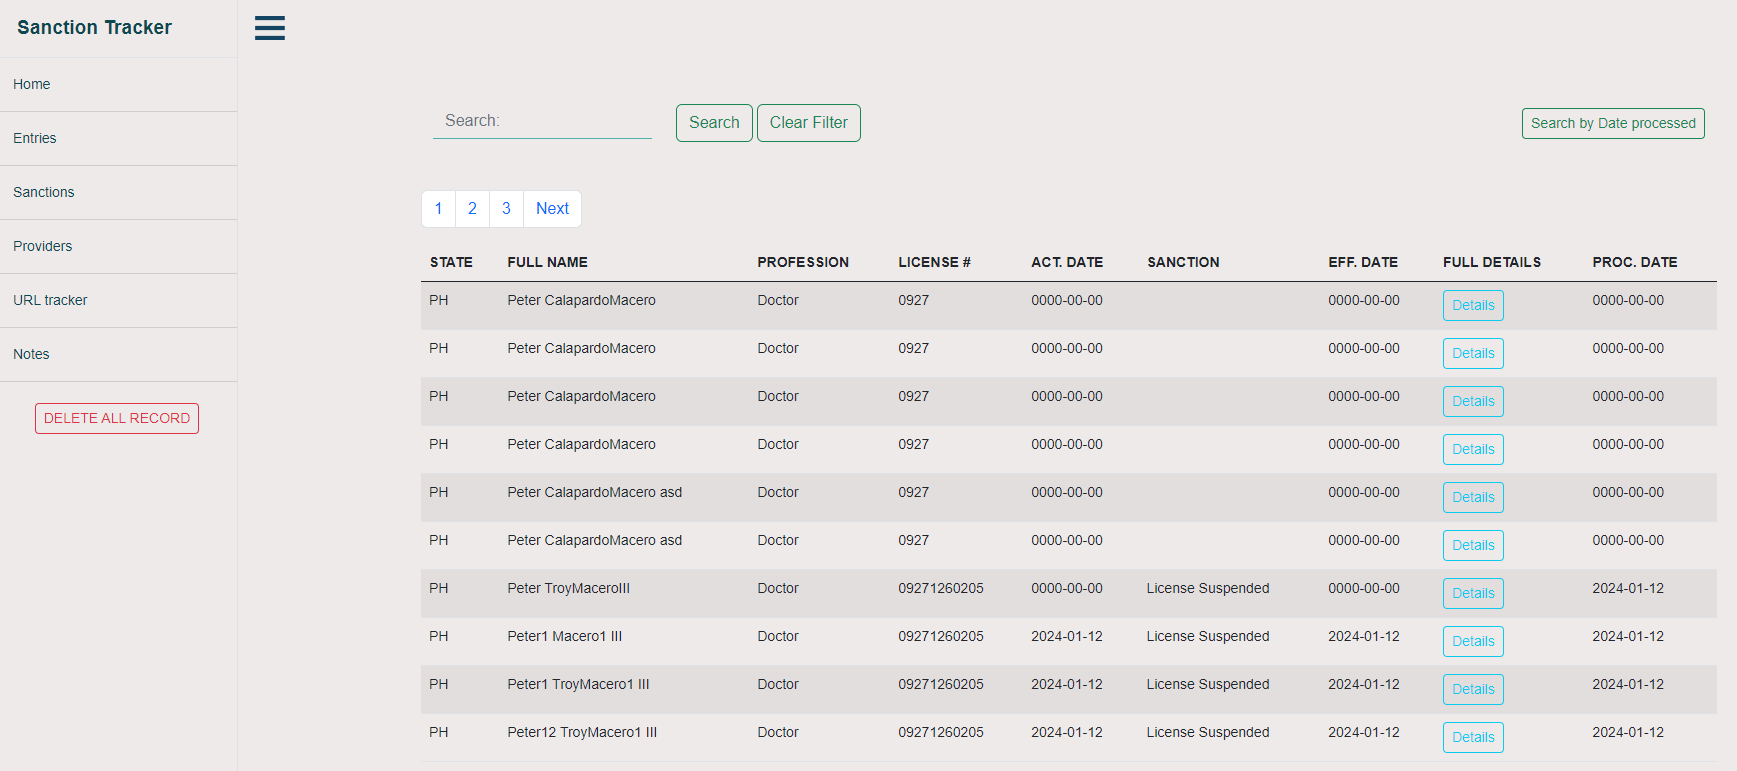 Sanction Tracker
Home
Entries
Sanctions
Providers
URL tracker
Notes
DELETE ALL RECORD
Search: Search Clear Filter Search by Date processed
1 2 3 Next
STATE FULL NAME PROFESSION LICENSE # ACT. DATE SANCTION EFF. DATE FULL DETAILS PROC. DATE
PH Peter CalapardoMacero Doctor 0927 0000-00-00 0000-00-00 Details 0000-00-00
PH Peter CalapardoMacero Doctor 0927 0000-00-00 0000-00-00 Details 0000-00-00
PH Peter CalapardoMacero Doctor 0927 0000-00-00 0000-00-00 Details 0000-00-00
PH Peter CalapardoMacero Doctor 0927 0000-00-00 0000-00-00 Details 0000-00-00
PH Peter CalapardoMacero asd Doctor 0927 0000-00-00 0000-00-00 Details 0000-00-00
PH Peter CalapardoMacero asd Doctor 0927 0000-00-00 0000-00-00 Details 0000-00-00
PH Peter TroyMaceroIII Doctor 09271260205 0000-00-00 License Suspended 0000-00-00 Details 2024-01-12
PH Peter1 Macero1 III Doctor 09271260205 2024-01-12 License Suspended 2024-01-12 Details 2024-01-12
PH Peter1 TroyMacero1 III Doctor 09271260205 2024-01-12 License Suspended 2024-01-12 Details 2024-01-12
PH Peter12 TroyMacero1 III Doctor 09271260205 2024-01-12 License Suspended 2024-01-12 Details 2024-01-12